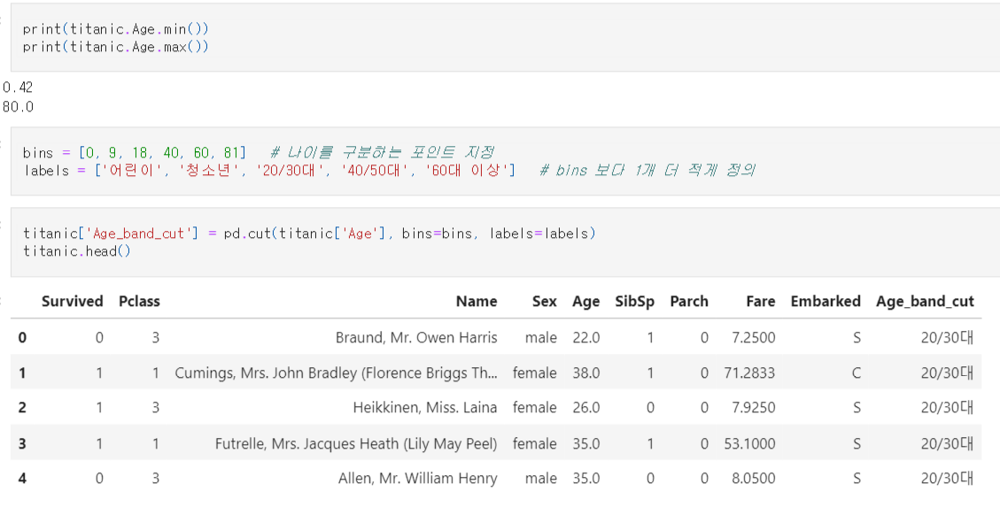 print(titanic.Age.min())
print(titanic.Age.max())
0.42
80.0
bins = [0, 9, 18, 40, 60, 81]   # 나이를 구분하는 포인트 지정
labels = ['어린이', '청소년', '20/30대', '40/50대', '60대 이상']   # bins 보다 1개 더 적게 정의
titanic['Age_band_cut'] = pd.cut(titanic['Age'], bins=bins, labels=labels)
titanic.head()
Survived Pclass Name Sex Age SibSp Parch Fare Embarked Age_band_cut
0 0 3 Braund, Mr. Owen Harris male 22.0 1 0 7.2500 S 20/30대
1 1 1 Cumings, Mrs. John Bradley (Florence Briggs Th... female 38.0 1 0 71.2833 C 20/30대
2 1 3 Heikkinen, Miss. Laina female 26.0 0 0 7.9250 S 20/30대
3 1 1 Futrelle, Mrs. Jacques Heath (Lily May Peel) female 35.0 1 0 53.1000 S 20/30대
4 0 3 Allen, Mr. William Henry male 35.0 0 0 8.0500 S 20/30대